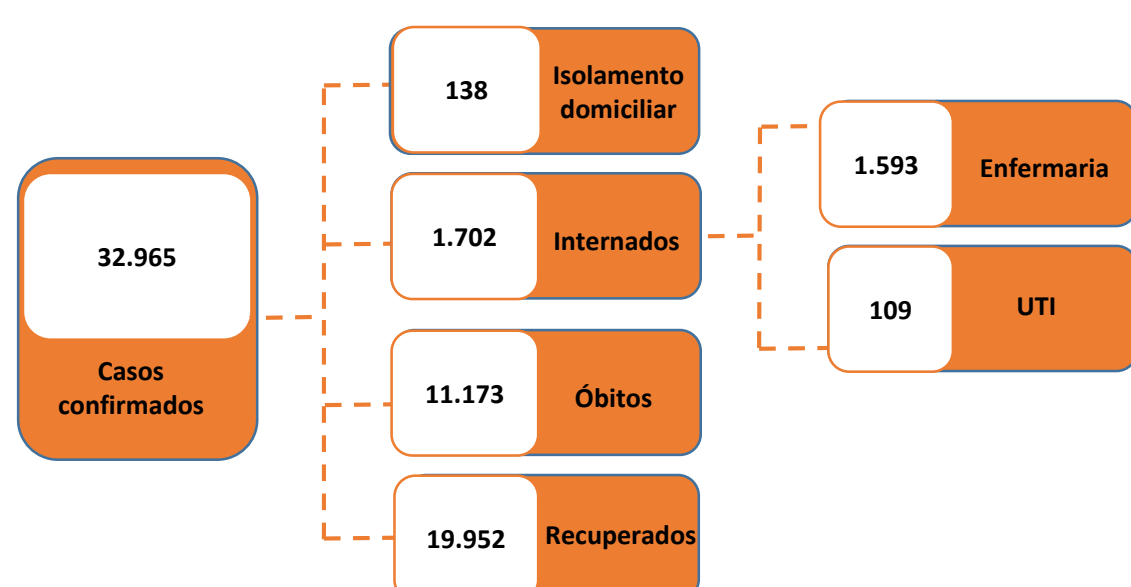 32.965
Casos
confirmados
138
Isolamento
domiciliar
1.702
Internados
11.173
Óbitos
19.952
Recuperados
1.593
Enfermaria
109
UTI